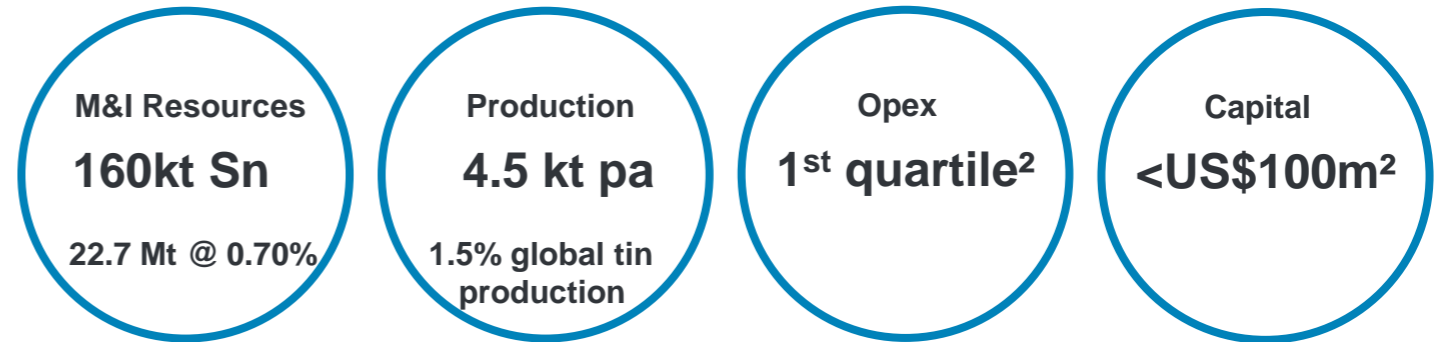 M&I Resources
160kt Sn
22.7 Mt @ 0.70%
Production
4.5 kt pa
1.5% global tin
production
Opex
1st quartile²
Capital
<US$100m²